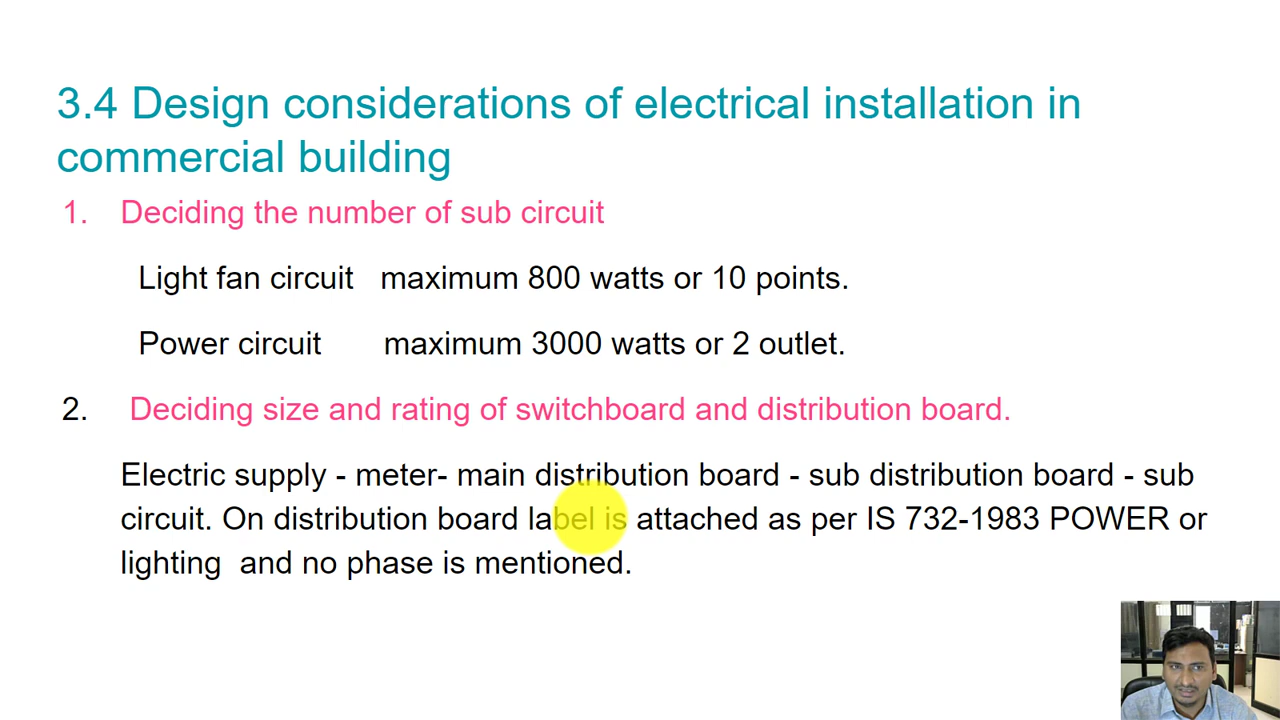 3.4 Design considerations of electrical installation in
commercial building
1. Deciding the number of sub circuit
Light fan circuit maximum 800 watts or 10 points.
Power circuit maximum 3000 watts or 2 outlet.
2. Deciding size and rating of switchboard and distribution board.
Electric supply - meter- main distribution board - sub distribution board - sub
circuit. On distribution board label is attached as per IS 732-1983 POWER or
lighting and no phase is mentioned.